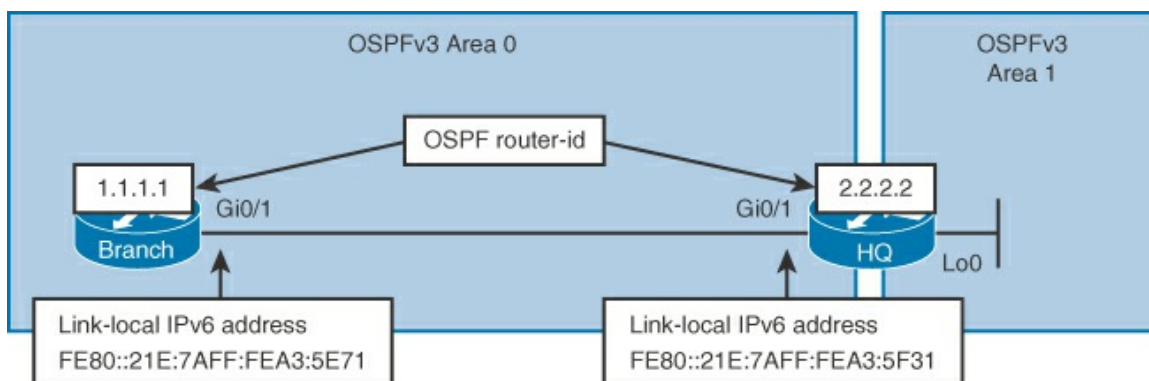 OSPFv3 Area 0
OSPFv3
Area 1
OSPF router-id
1.1.1.1
2.2.2.2
Gi0/1
Gi0/1
Branch
HQ
Lo0
Link-local IPv6 address
FE80::21E:7AFF:FEA3:5E71
Link-local IPv6 address
FE80::21E:7AFF:FEA3:5F31